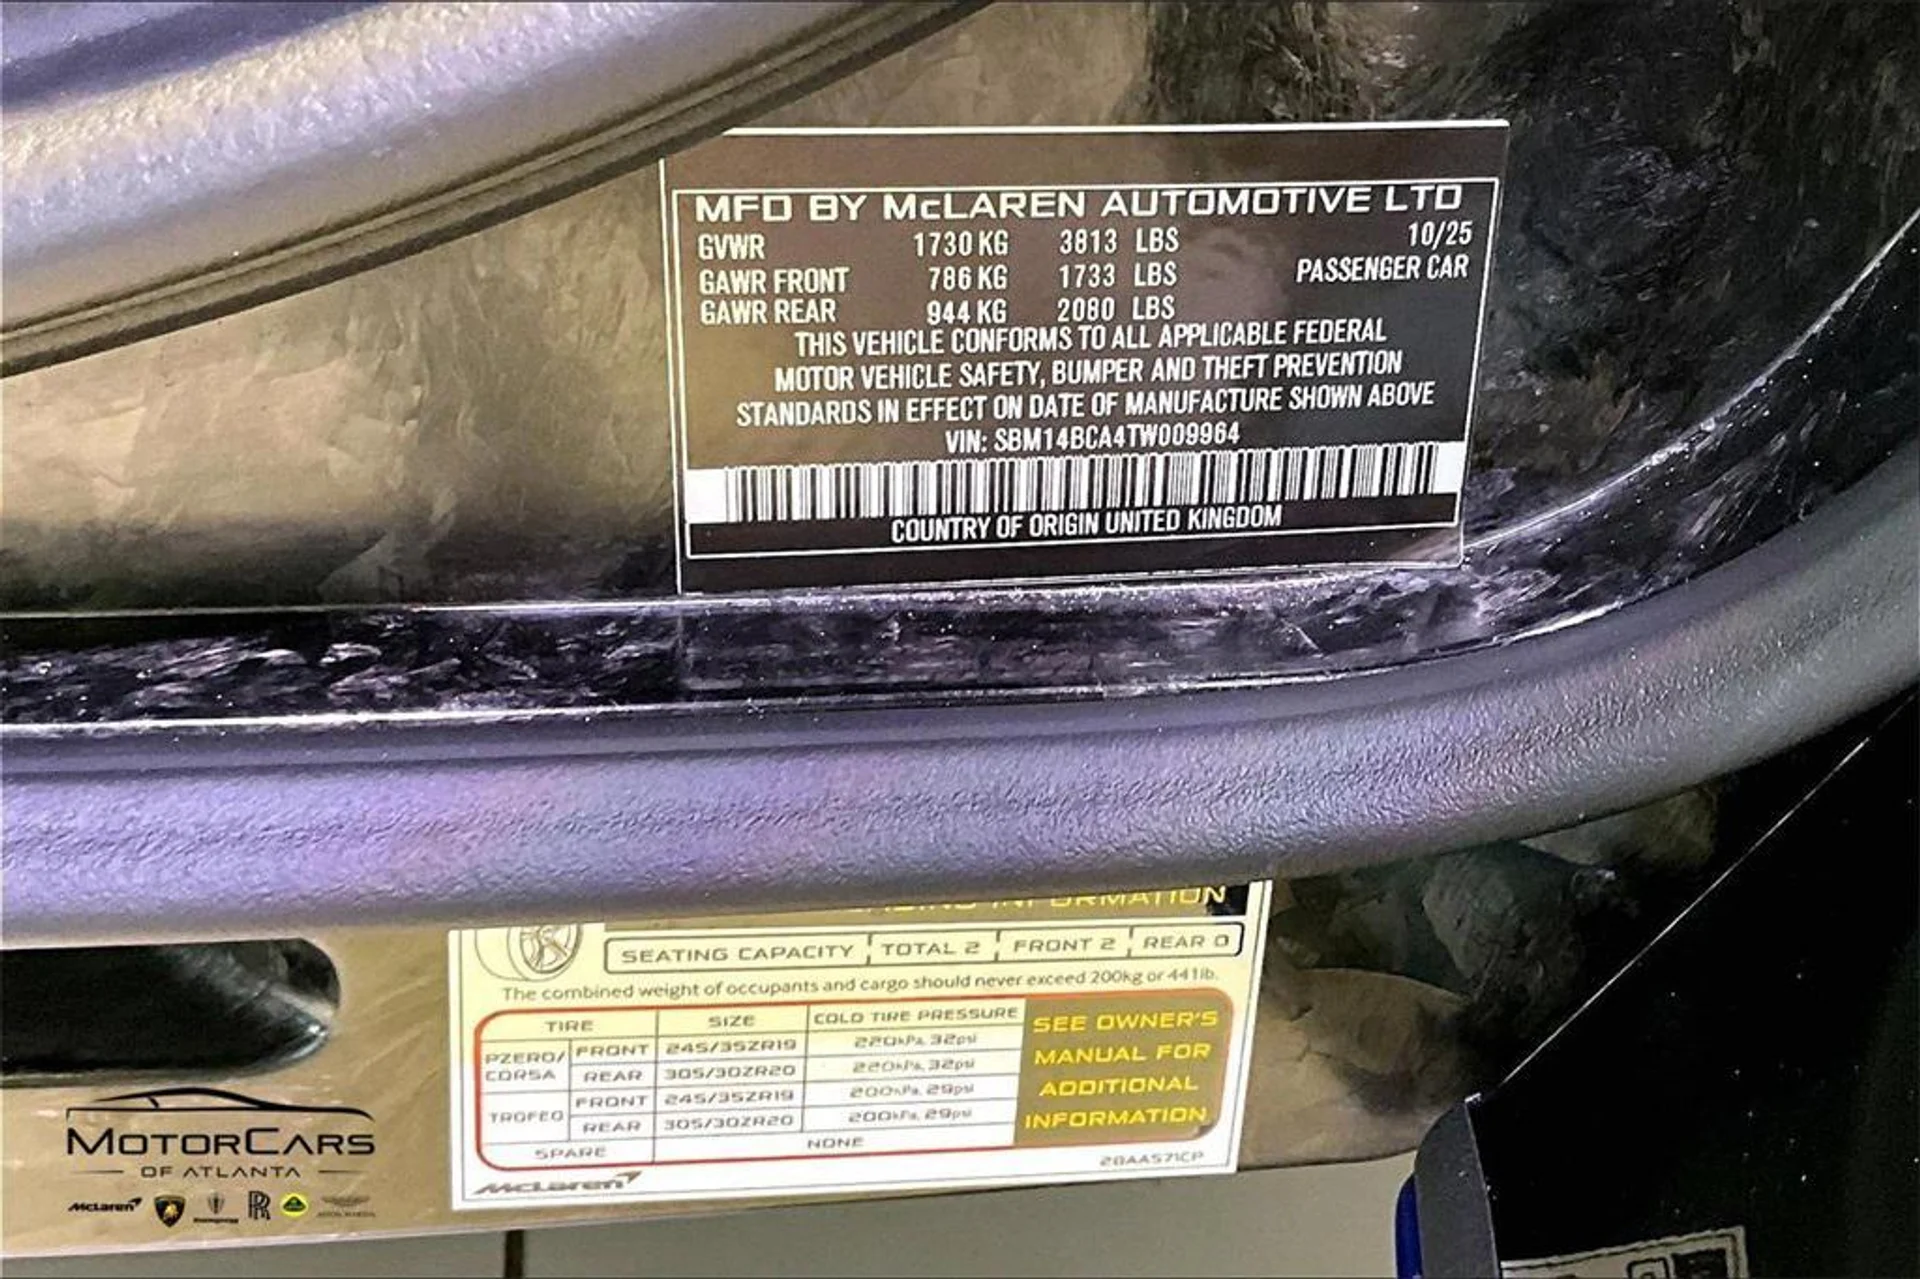 MFD BY McLAREN AUTOMOTIVE LTD
GVWR 1730 KG 3813 LBS 10/25
GAWR FRONT 786 KG 1733 LBS PASSENGER CAR
GAWR REAR 944 KG 2080 LBS
THIS VEHICLE CONFORMS TO ALL APPLICABLE FEDERAL
MOTOR VEHICLE SAFETY, BUMPER AND THEFT PREVENTION
STANDARDS IN EFFECT ON DATE OF MANUFACTURE SHOWN ABOVE
VIN: SBM14BCA4TW009964
COUNTRY OF ORIGIN UNITED KINGDOM
INFORMATION
SEATING CAPACITY TOTAL 2 FRONT 2 REAR 0
The combined weight of occupants and cargo should never exceed 200kg or 441lb.
TIRE SIZE COLD TIRE PRESSURE
PZERO/ CORSA FRONT 245/35ZR19 220kPa, 32psi
REAR 305/30ZR20 220kPa, 32psi
TROFEO FRONT 245/35ZR19 200kPa, 29psi
REAR 305/30ZR20 200kPa, 29psi
SPARE NONE
SEE OWNER'S
MANUAL FOR
ADDITIONAL
INFORMATION
McLaren
28AA571CP
MOTORCARS
OF ATLANTA
McLaren